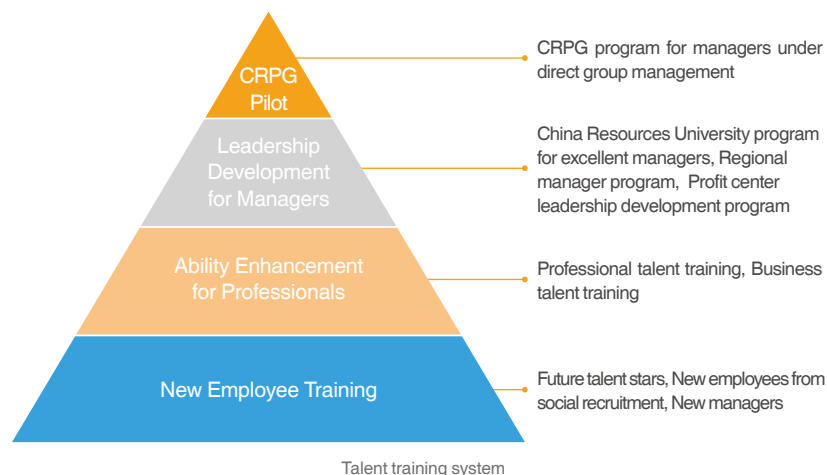 CRPG
Pilot
CRPG program for managers under
direct group management
Leadership
Development
for Managers
China Resources University program
for excellent managers, Regional
manager program, Profit center
leadership development program
Ability Enhancement
for Professionals
Professional talent training, Business
talent training
New Employee Training
Future talent stars, New employees from
social recruitment, New managers
Talent training system